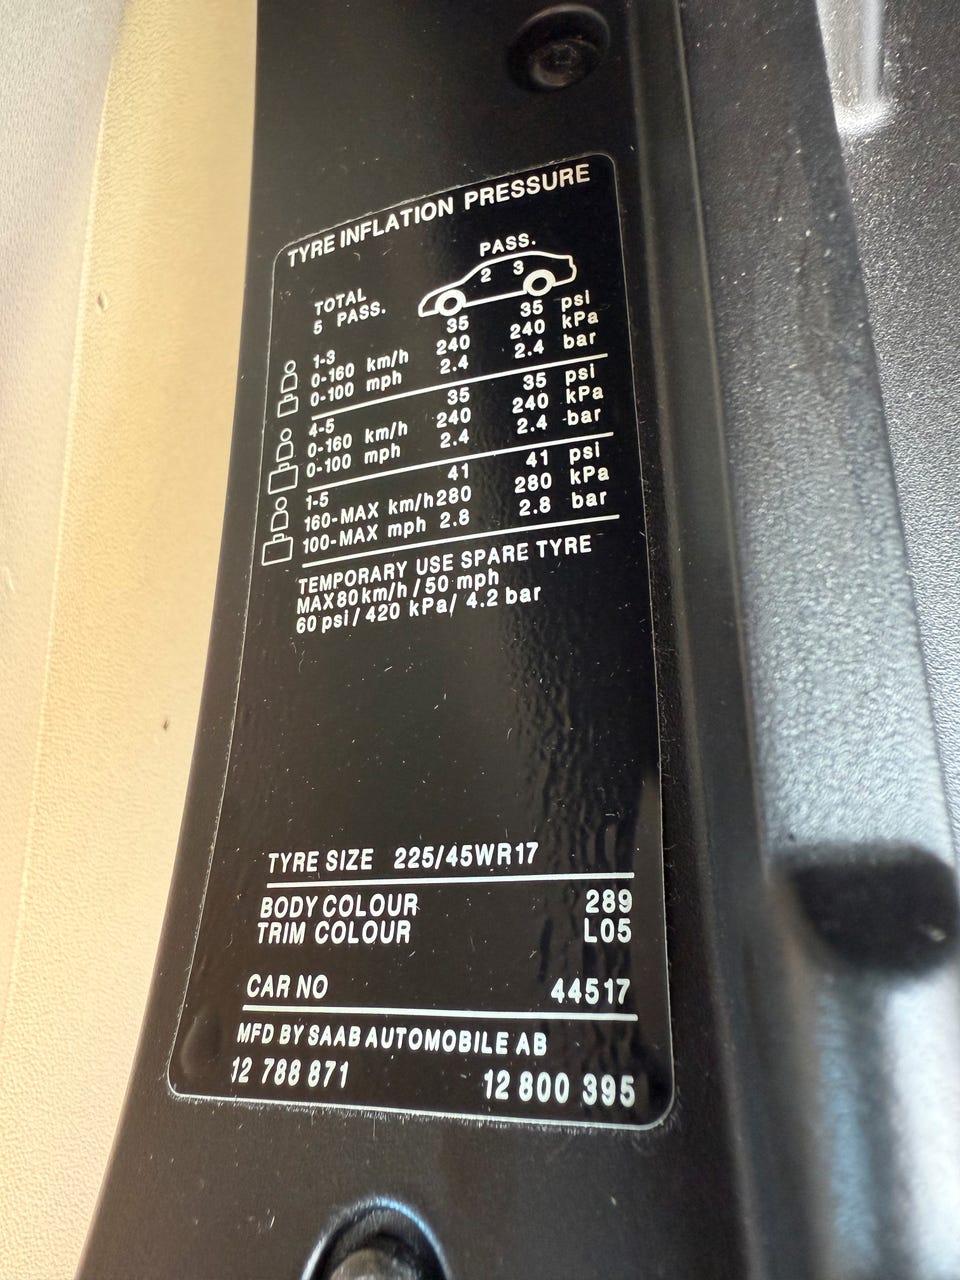 TYRE INFLATION PRESSURE
PASS.
2 3
TOTAL
5 PASS.
35 35 psi
1-3 240 240 kPa
0-160 km/h 2.4 2.4 bar
0-100 mph
35 35 psi
4-5 240 240 kPa
0-160 km/h 2.4 2.4 bar
0-100 mph
41 41 psi
1-5
160-MAX km/h 280 280 kPa
100-MAX mph 2.8 2.8 bar
TEMPORARY USE SPARE TYRE
MAX 80 km/h / 50 mph
60 psi / 420 kPa / 4.2 bar
TYRE SIZE 225/45WR17
BODY COLOUR 289
TRIM COLOUR L05
CAR NO 44517
MFD BY SAAB AUTOMOBILE AB
12 788 871 12 800 395